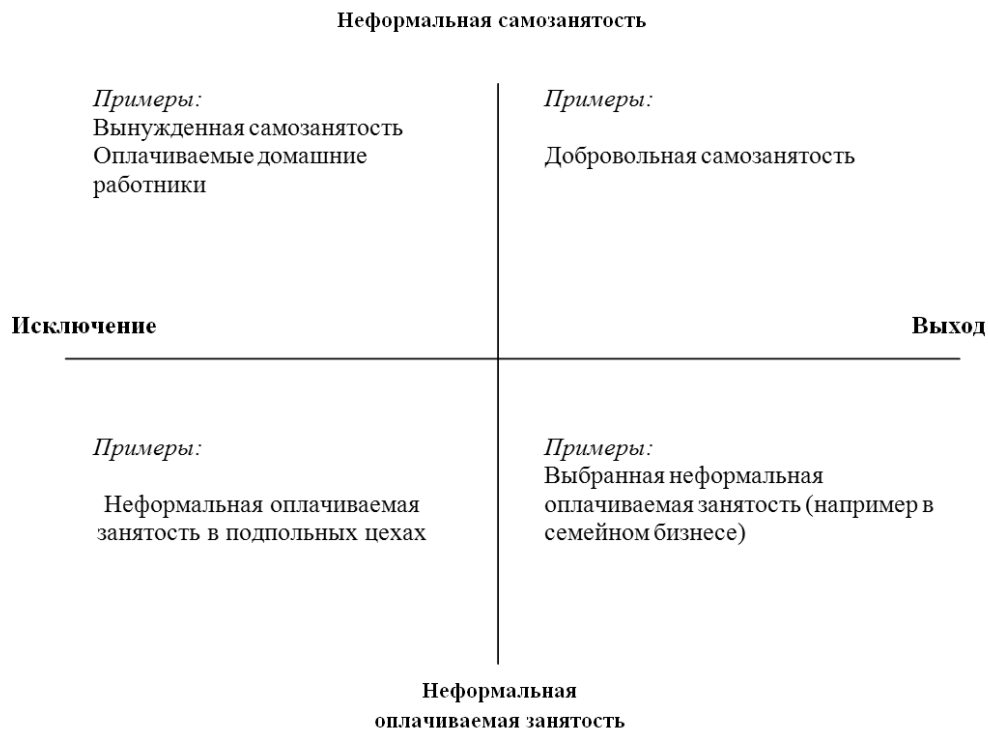 Неформальная самозанятость
Примеры:
Вынужденная самозанятость
Оплачиваемые домашние
работники
Примеры:
Добровольная самозанятость
Исключение
Выход
Примеры:
Неформальная оплачиваемая
занятость в подпольных цехах
Примеры:
Выбранная неформальная
оплачиваемая занятость (например в
семейном бизнесе)
Неформальная
оплачиваемая занятость